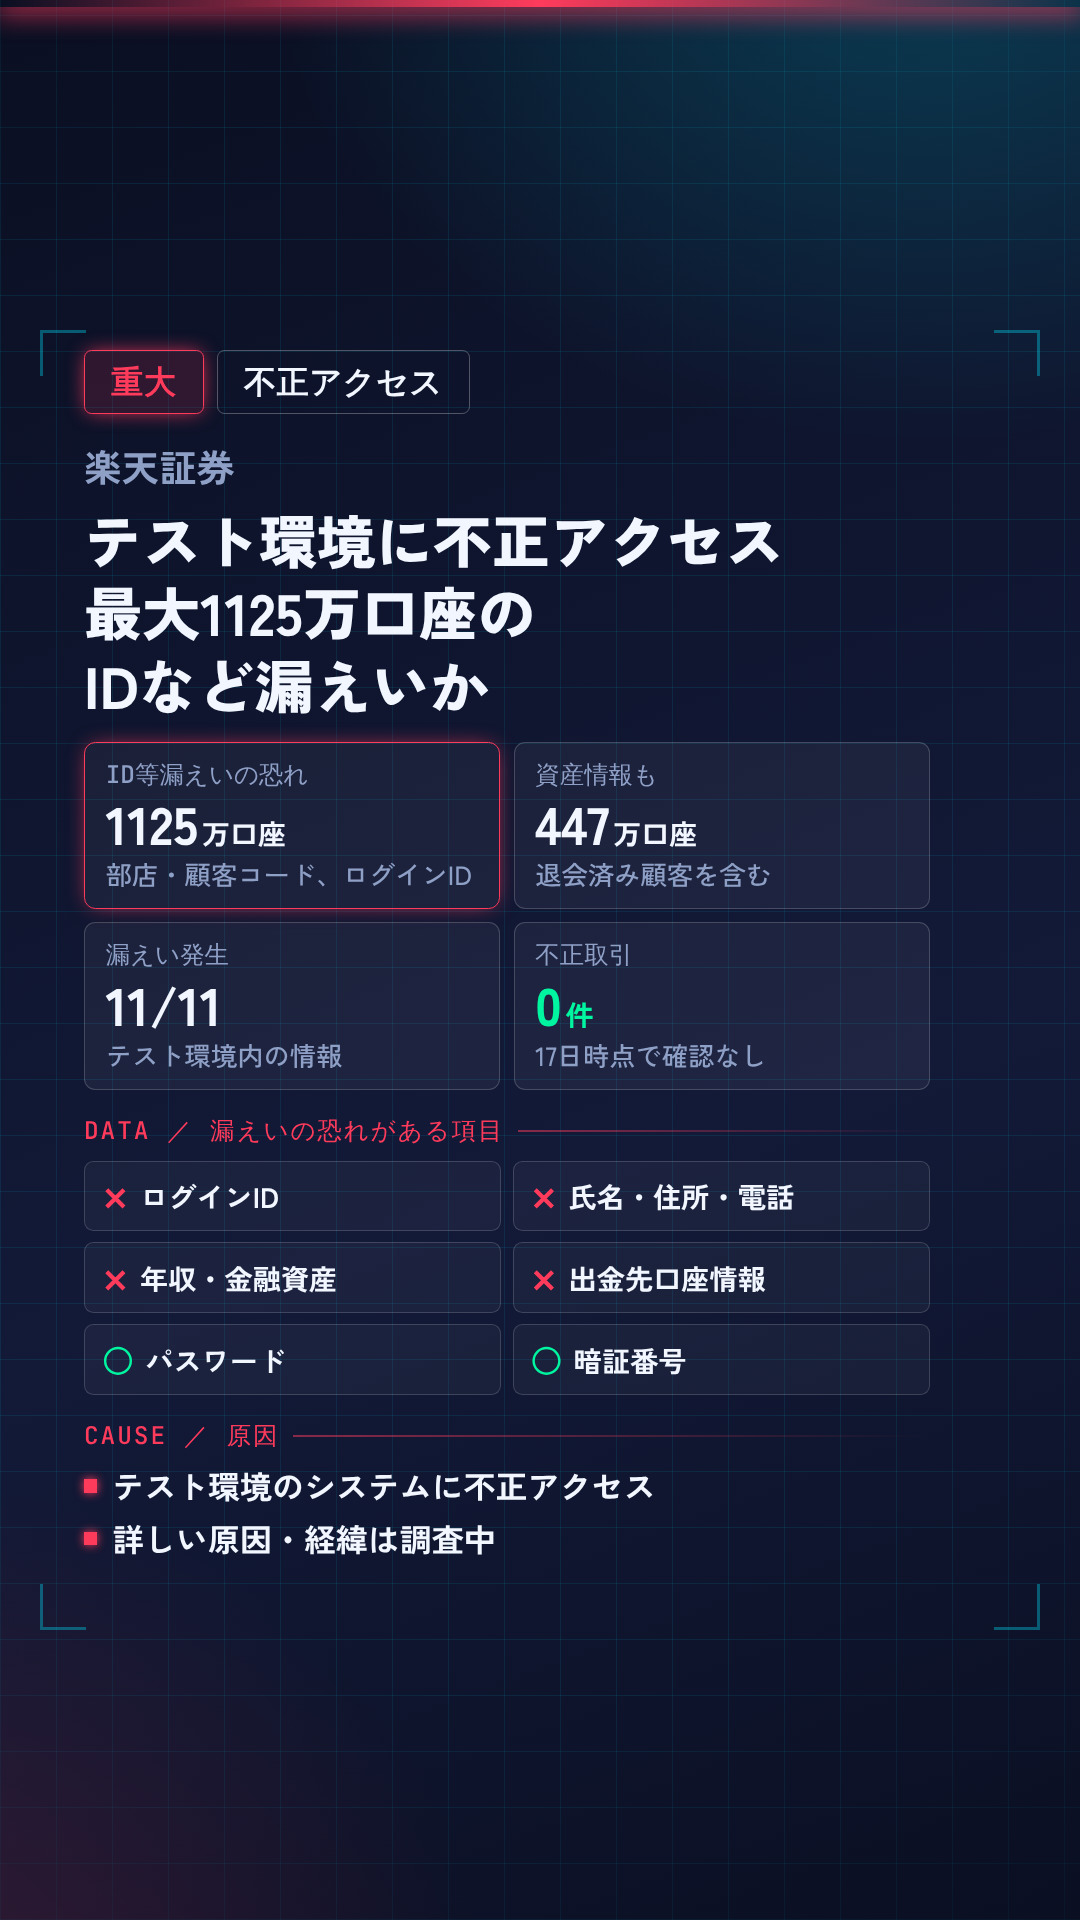 重大
不正アクセス
楽天証券
テスト環境に不正アクセス
最大1125万口座の
IDなど漏えいか
ID等漏えいの恐れ
1125万口座
部店・顧客コード、ログインID
資産情報も
447万口座
退会済み顧客を含む
漏えい発生
11/11
テスト環境内の情報
不正取引
0件
17日時点で確認なし
DATA ／ 漏えいの恐れがある項目
× ログインID
× 氏名・住所・電話
× 年収・金融資産
× 出金先口座情報
○ パスワード
○ 暗証番号
CAUSE ／ 原因
■ テスト環境のシステムに不正アクセス
■ 詳しい原因・経緯は調査中